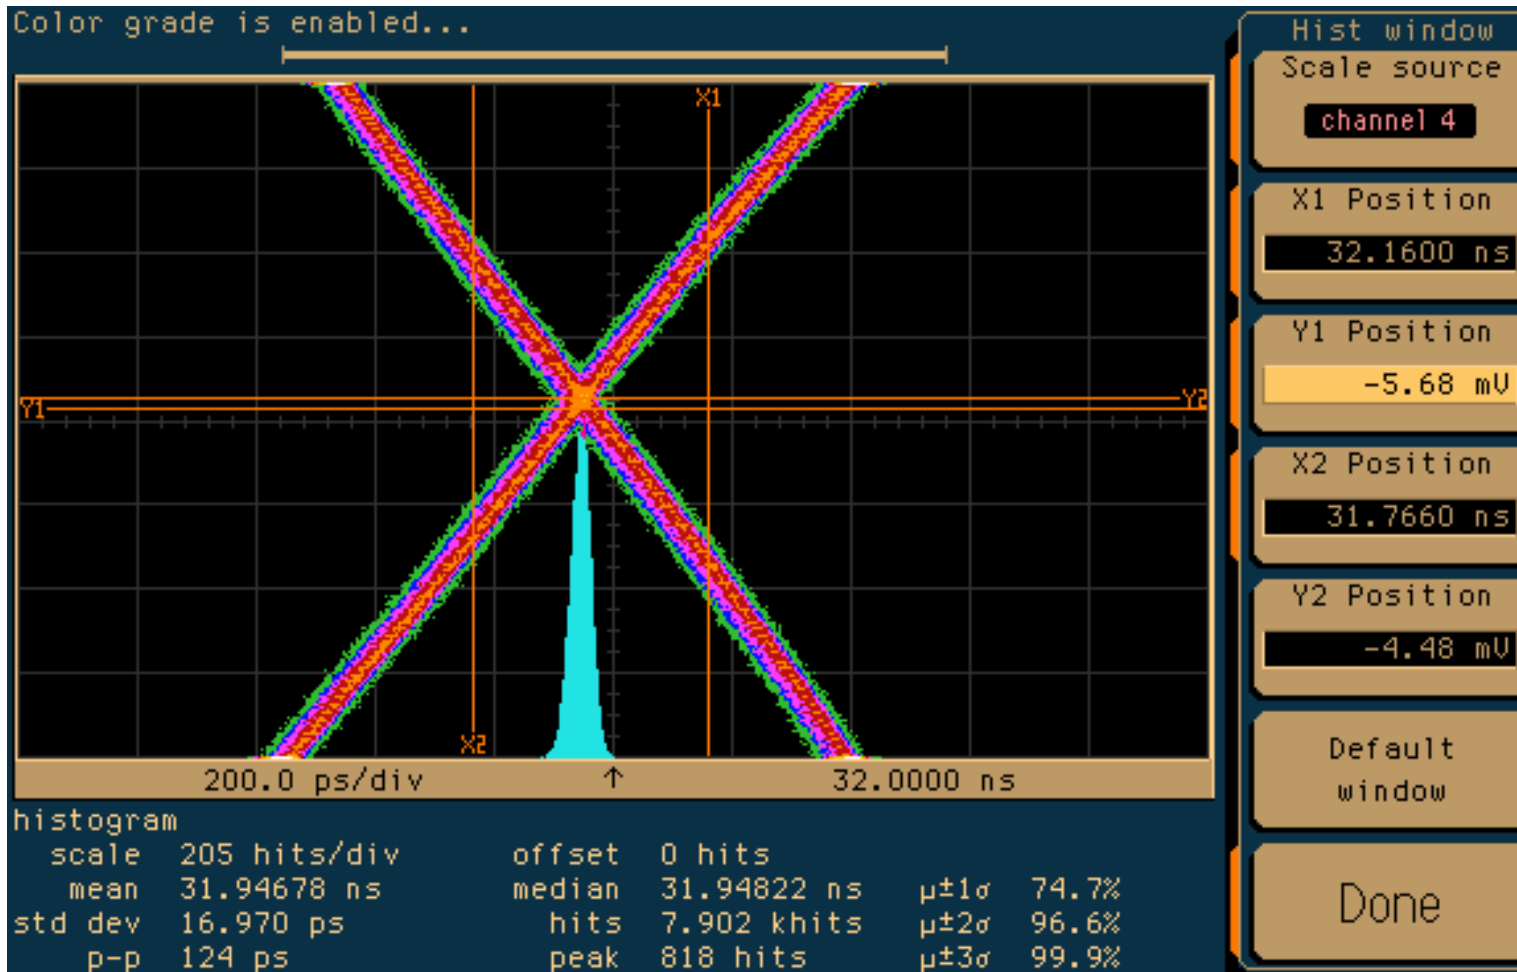 Color grade is enabled...
Hist window
Scale source
channel 4
X1 Position
32.1600 ns
Y1 Position
-5.68 mV
X2 Position
31.7660 ns
Y2 Position
-4.48 mV
Default
window
Done
X1
Y1
Y2
X2
200.0 ps/div ↑ 32.0000 ns
histogram
scale 205 hits/div offset 0 hits
mean 31.94678 ns median 31.94822 ns μ±1σ 74.7%
std dev 16.970 ps hits 7.902 khits μ±2σ 96.6%
p-p 124 ps peak 818 hits μ±3σ 99.9%